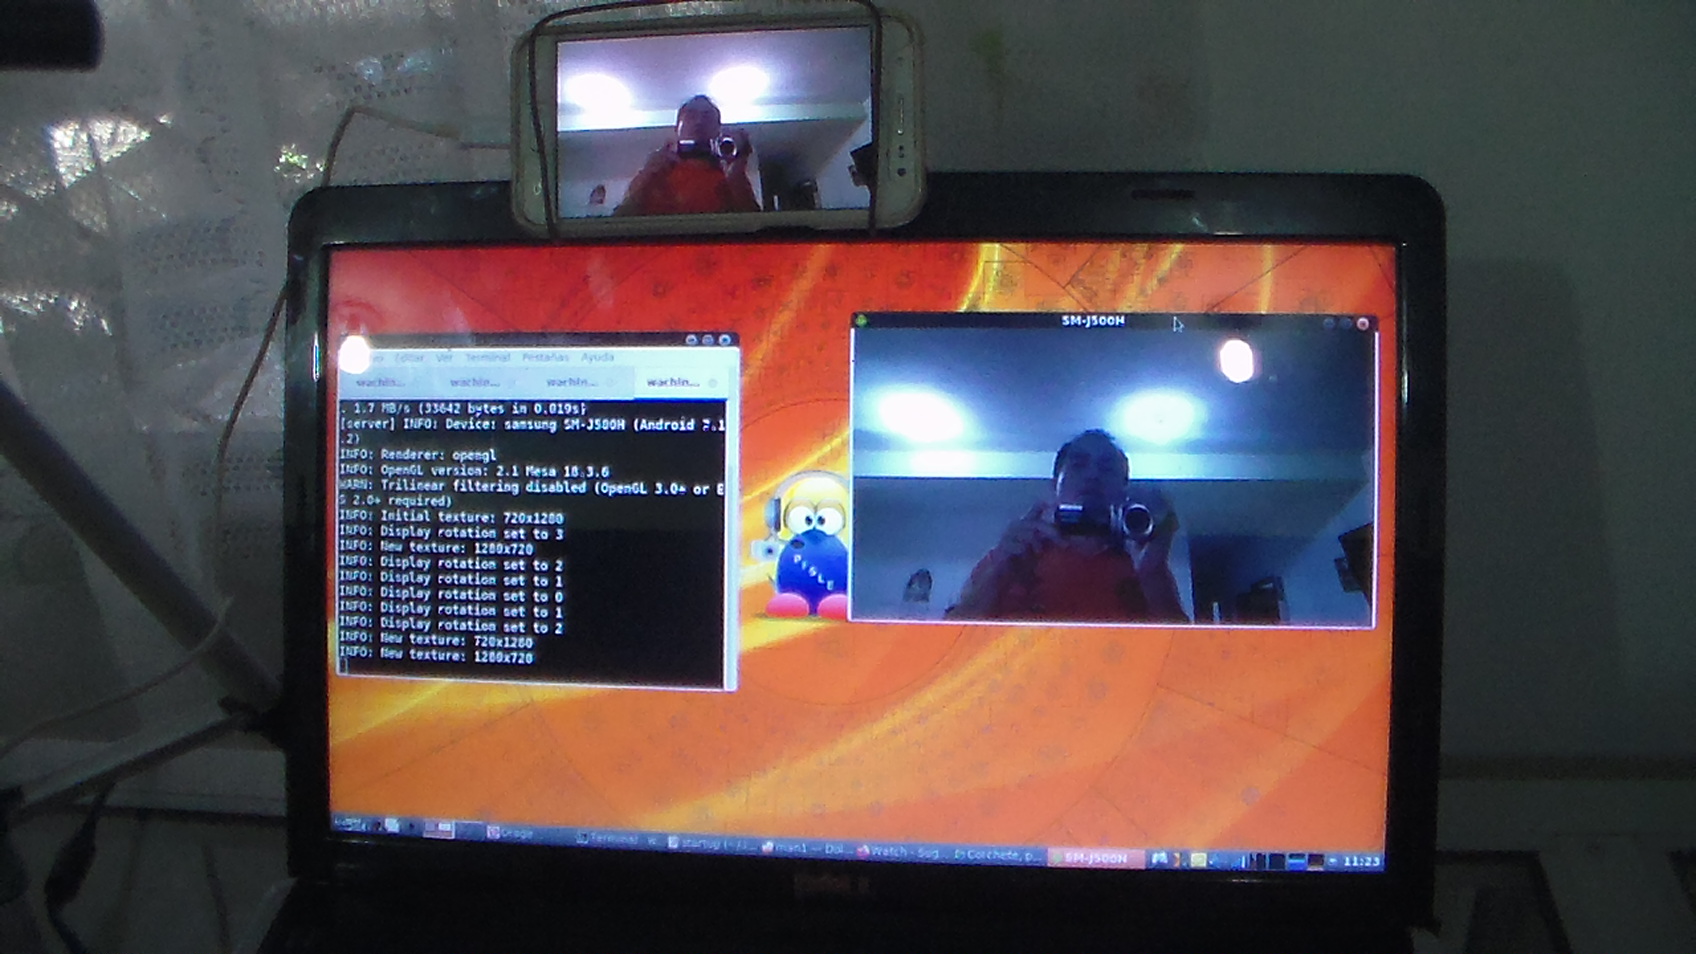 SM-J500H
Editar Ver Terminal Pestañas Ayuda
wachin... wachin... wachin... wachin...
. 1.7 MB/s (33642 bytes in 0.019s)
[server] INFO: Device: samsung SM-J500H (Android 7.1
.2)
INFO: Renderer: opengl
INFO: OpenGL version: 2.1 Mesa 18.3.6
WARN: Trilinear filtering disabled (OpenGL 3.0+ or E
S 2.0+ required)
INFO: Initial texture: 720x1280
INFO: Display rotation set to 3
INFO: New texture: 1280x720
INFO: Display rotation set to 2
INFO: Display rotation set to 1
INFO: Display rotation set to 0
INFO: Display rotation set to 1
INFO: Display rotation set to 2
INFO: New texture: 720x1280
INFO: New texture: 1280x720
Terminal startup man1 — Dol... Watch - Sug... Corchete, p... SM-J500H 11:23